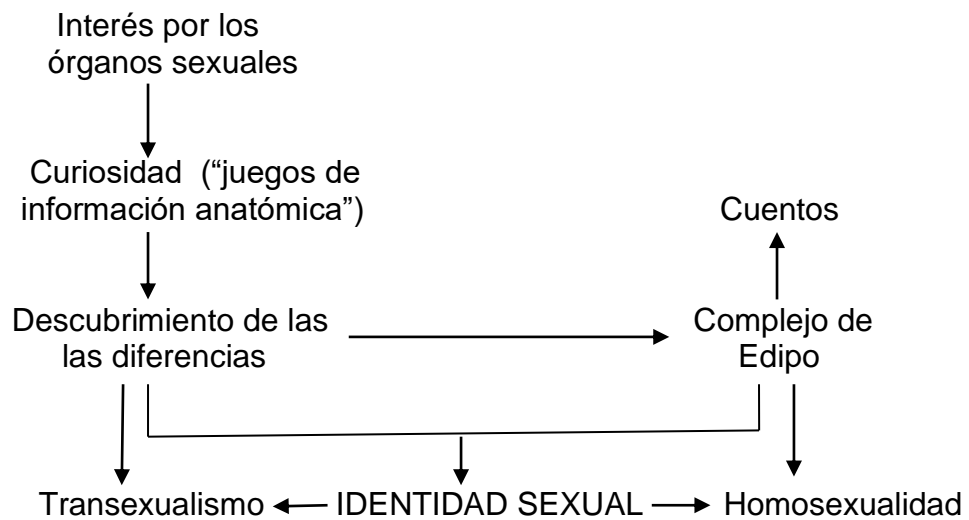 Interés por los
órganos sexuales
Curiosidad (“juegos de
información anatómica”)
Cuentos
Descubrimiento de las
las diferencias
Complejo de
Edipo
Transexualismo
IDENTIDAD SEXUAL
Homosexualidad